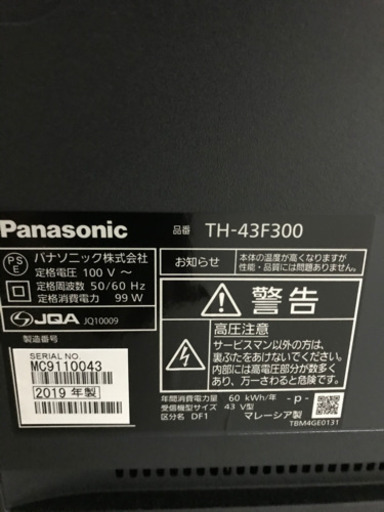 Panasonic
品番 TH-43F300
PS E
パナソニック株式会社
定格電圧 100 V ～
定格周波数 50/60 Hz
定格消費電力 99 W
JQA JQ10009
製造番号
SERIAL NO.
MC9110043
2019 年製
お知らせ
本体の温度が高くなりますが
性能・品質には問題ありません
警告
高圧注意
サービスマン以外の方は、
裏ぶたをあけないでください。
内部には高電圧部分が数多く
あり、万一さわると危険です。
年間消費電力量 60 kWh/年
受信機型サイズ 43 V型
区分名 DF1
- p -
マレーシア製
TBM4GE0131